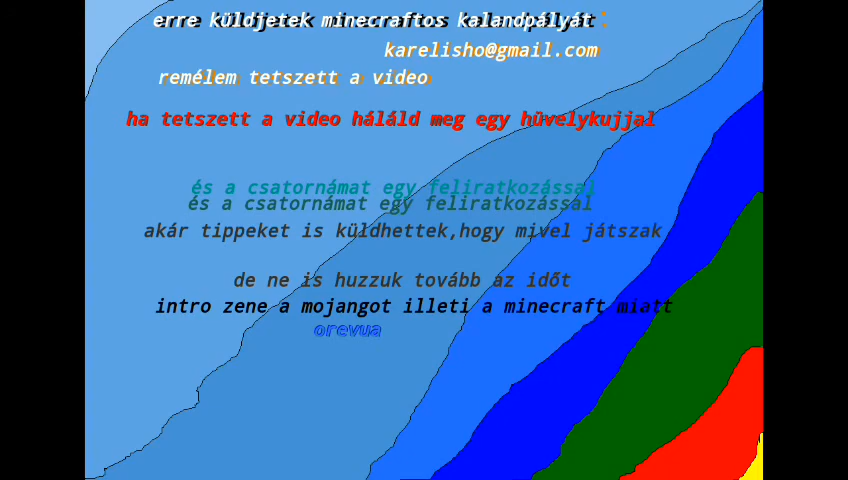 erre küldjetek minecraftos kalandpályát:
karelisho@gmail.com
remélem tetszett a video
ha tetszett a video háláld meg egy hüvelykujjal
és a csatornámat egy feliratkozással
és a csatornámat egy feliratkozással
akár tippeket is küldhettek,hogy mivel játszak
de ne is huzzuk tovább az időt
intro zene a mojangot illeti a minecraft miatt
orevua